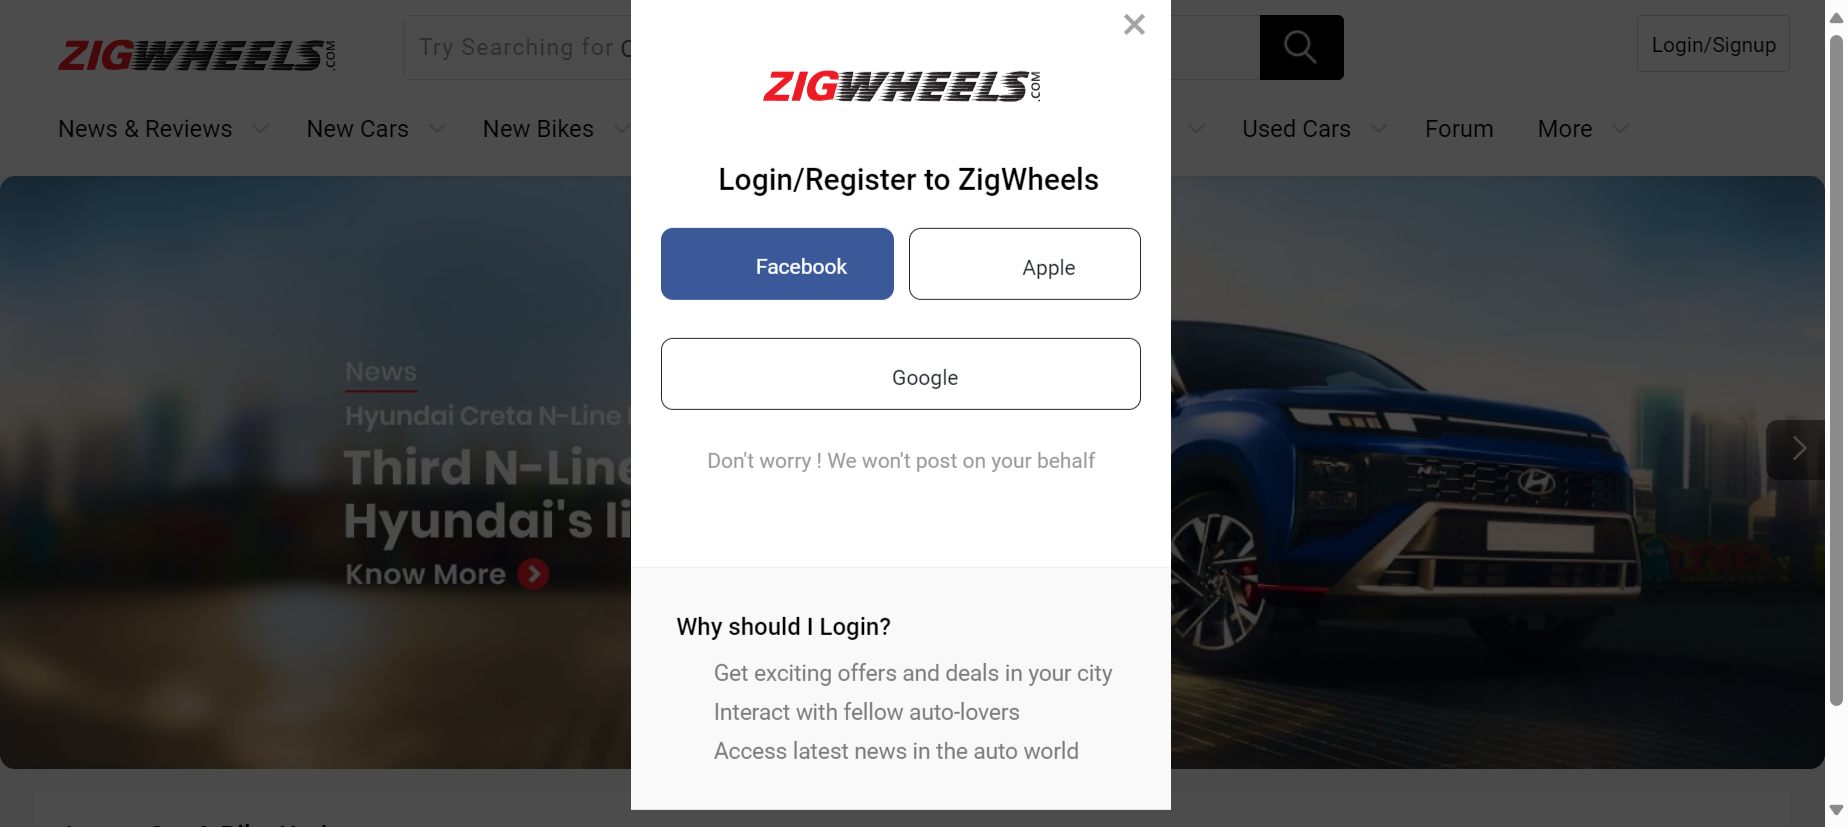 ZIGWHEELS.COM
Try Searching for
Login/Signup
News & Reviews
New Cars
New Bikes
Used Cars
Forum
More
ZIGWHEELS.COM
Login/Register to ZigWheels
Facebook
Apple
Google
Don't worry ! We won't post on your behalf
Why should I Login?
Get exciting offers and deals in your city
Interact with fellow auto-lovers
Access latest news in the auto world
News
Hyundai Creta N-Line
Third N-Line
Hyundai's
Know More